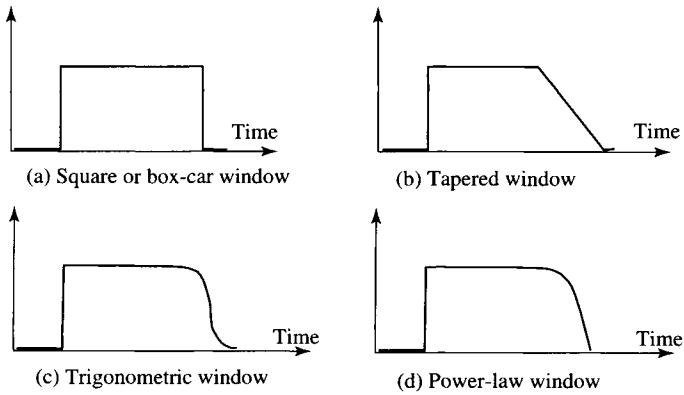 Time
Time
(a) Square or box-car window
(b) Tapered window
Time
Time
(c) Trigonometric window
(d) Power-law window